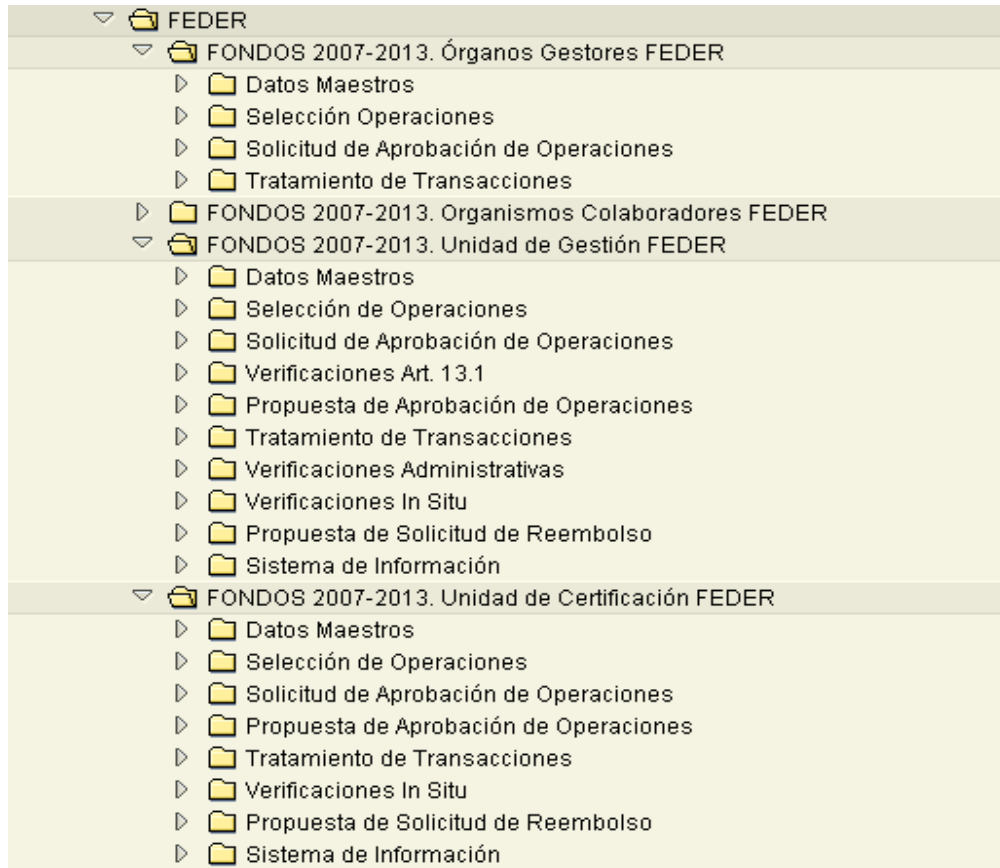 FEDER
FONDOS 2007-2013. Órganos Gestores FEDER
Datos Maestros
Selección Operaciones
Solicitud de Aprobación de Operaciones
Tratamiento de Transacciones
FONDOS 2007-2013. Organismos Colaboradores FEDER
FONDOS 2007-2013. Unidad de Gestión FEDER
Datos Maestros
Selección de Operaciones
Solicitud de Aprobación de Operaciones
Verificaciones Art. 13.1
Propuesta de Aprobación de Operaciones
Tratamiento de Transacciones
Verificaciones Administrativas
Verificaciones In Situ
Propuesta de Solicitud de Reembolso
Sistema de Información
FONDOS 2007-2013. Unidad de Certificación FEDER
Datos Maestros
Selección de Operaciones
Solicitud de Aprobación de Operaciones
Propuesta de Aprobación de Operaciones
Tratamiento de Transacciones
Verificaciones In Situ
Propuesta de Solicitud de Reembolso
Sistema de Información